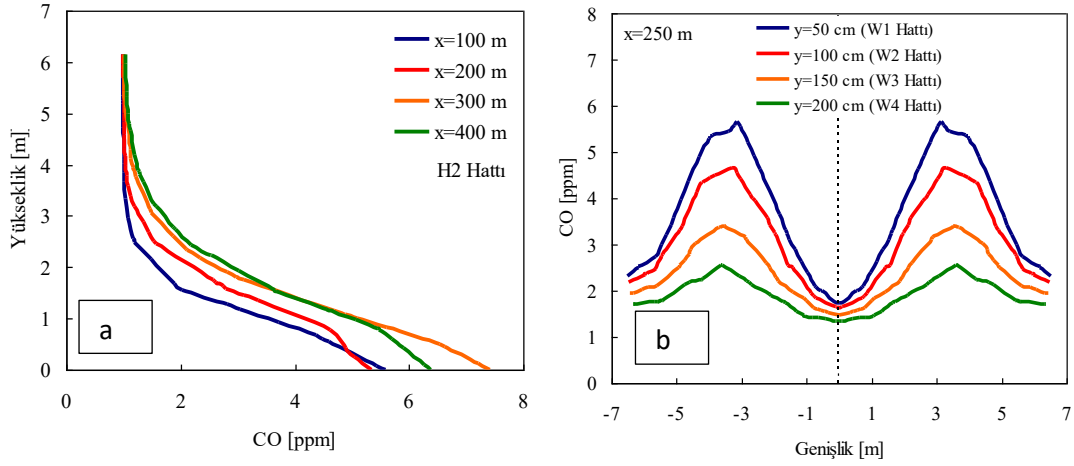 7
6
5
4
3
2
1
0
Yükseklik [m]
x=100 m
x=200 m
x=300 m
x=400 m
H2 Hattı
a
0 2 4 6 8
CO [ppm]
8
7
6
5
4
3
2
1
0
CO [ppm]
x=250 m
y=50 cm (W1 Hattı)
y=100 cm (W2 Hattı)
y=150 cm (W3 Hattı)
y=200 cm (W4 Hattı)
b
-7 -5 -3 -1 1 3 5 7
Genişlik [m]